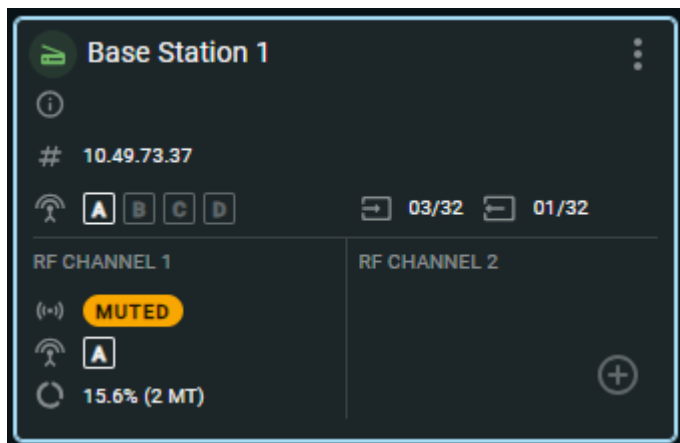 Base Station 1
# 10.49.73.37
A B C D 03/32 01/32
RF CHANNEL 1 RF CHANNEL 2
MUTED
A
15.6% (2 MT)